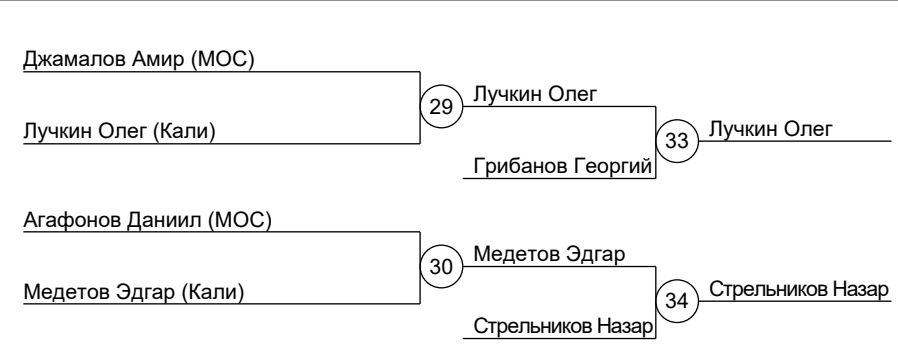 Джамалов Амир (МОС)
29
Лучкин Олег
Лучкин Олег (Кали)
33
Лучкин Олег
Грибанов Георгий
Агафонов Даниил (МОС)
30
Медетов Эдгар
Медетов Эдгар (Кали)
34
Стрельников Назар
Стрельников Назар